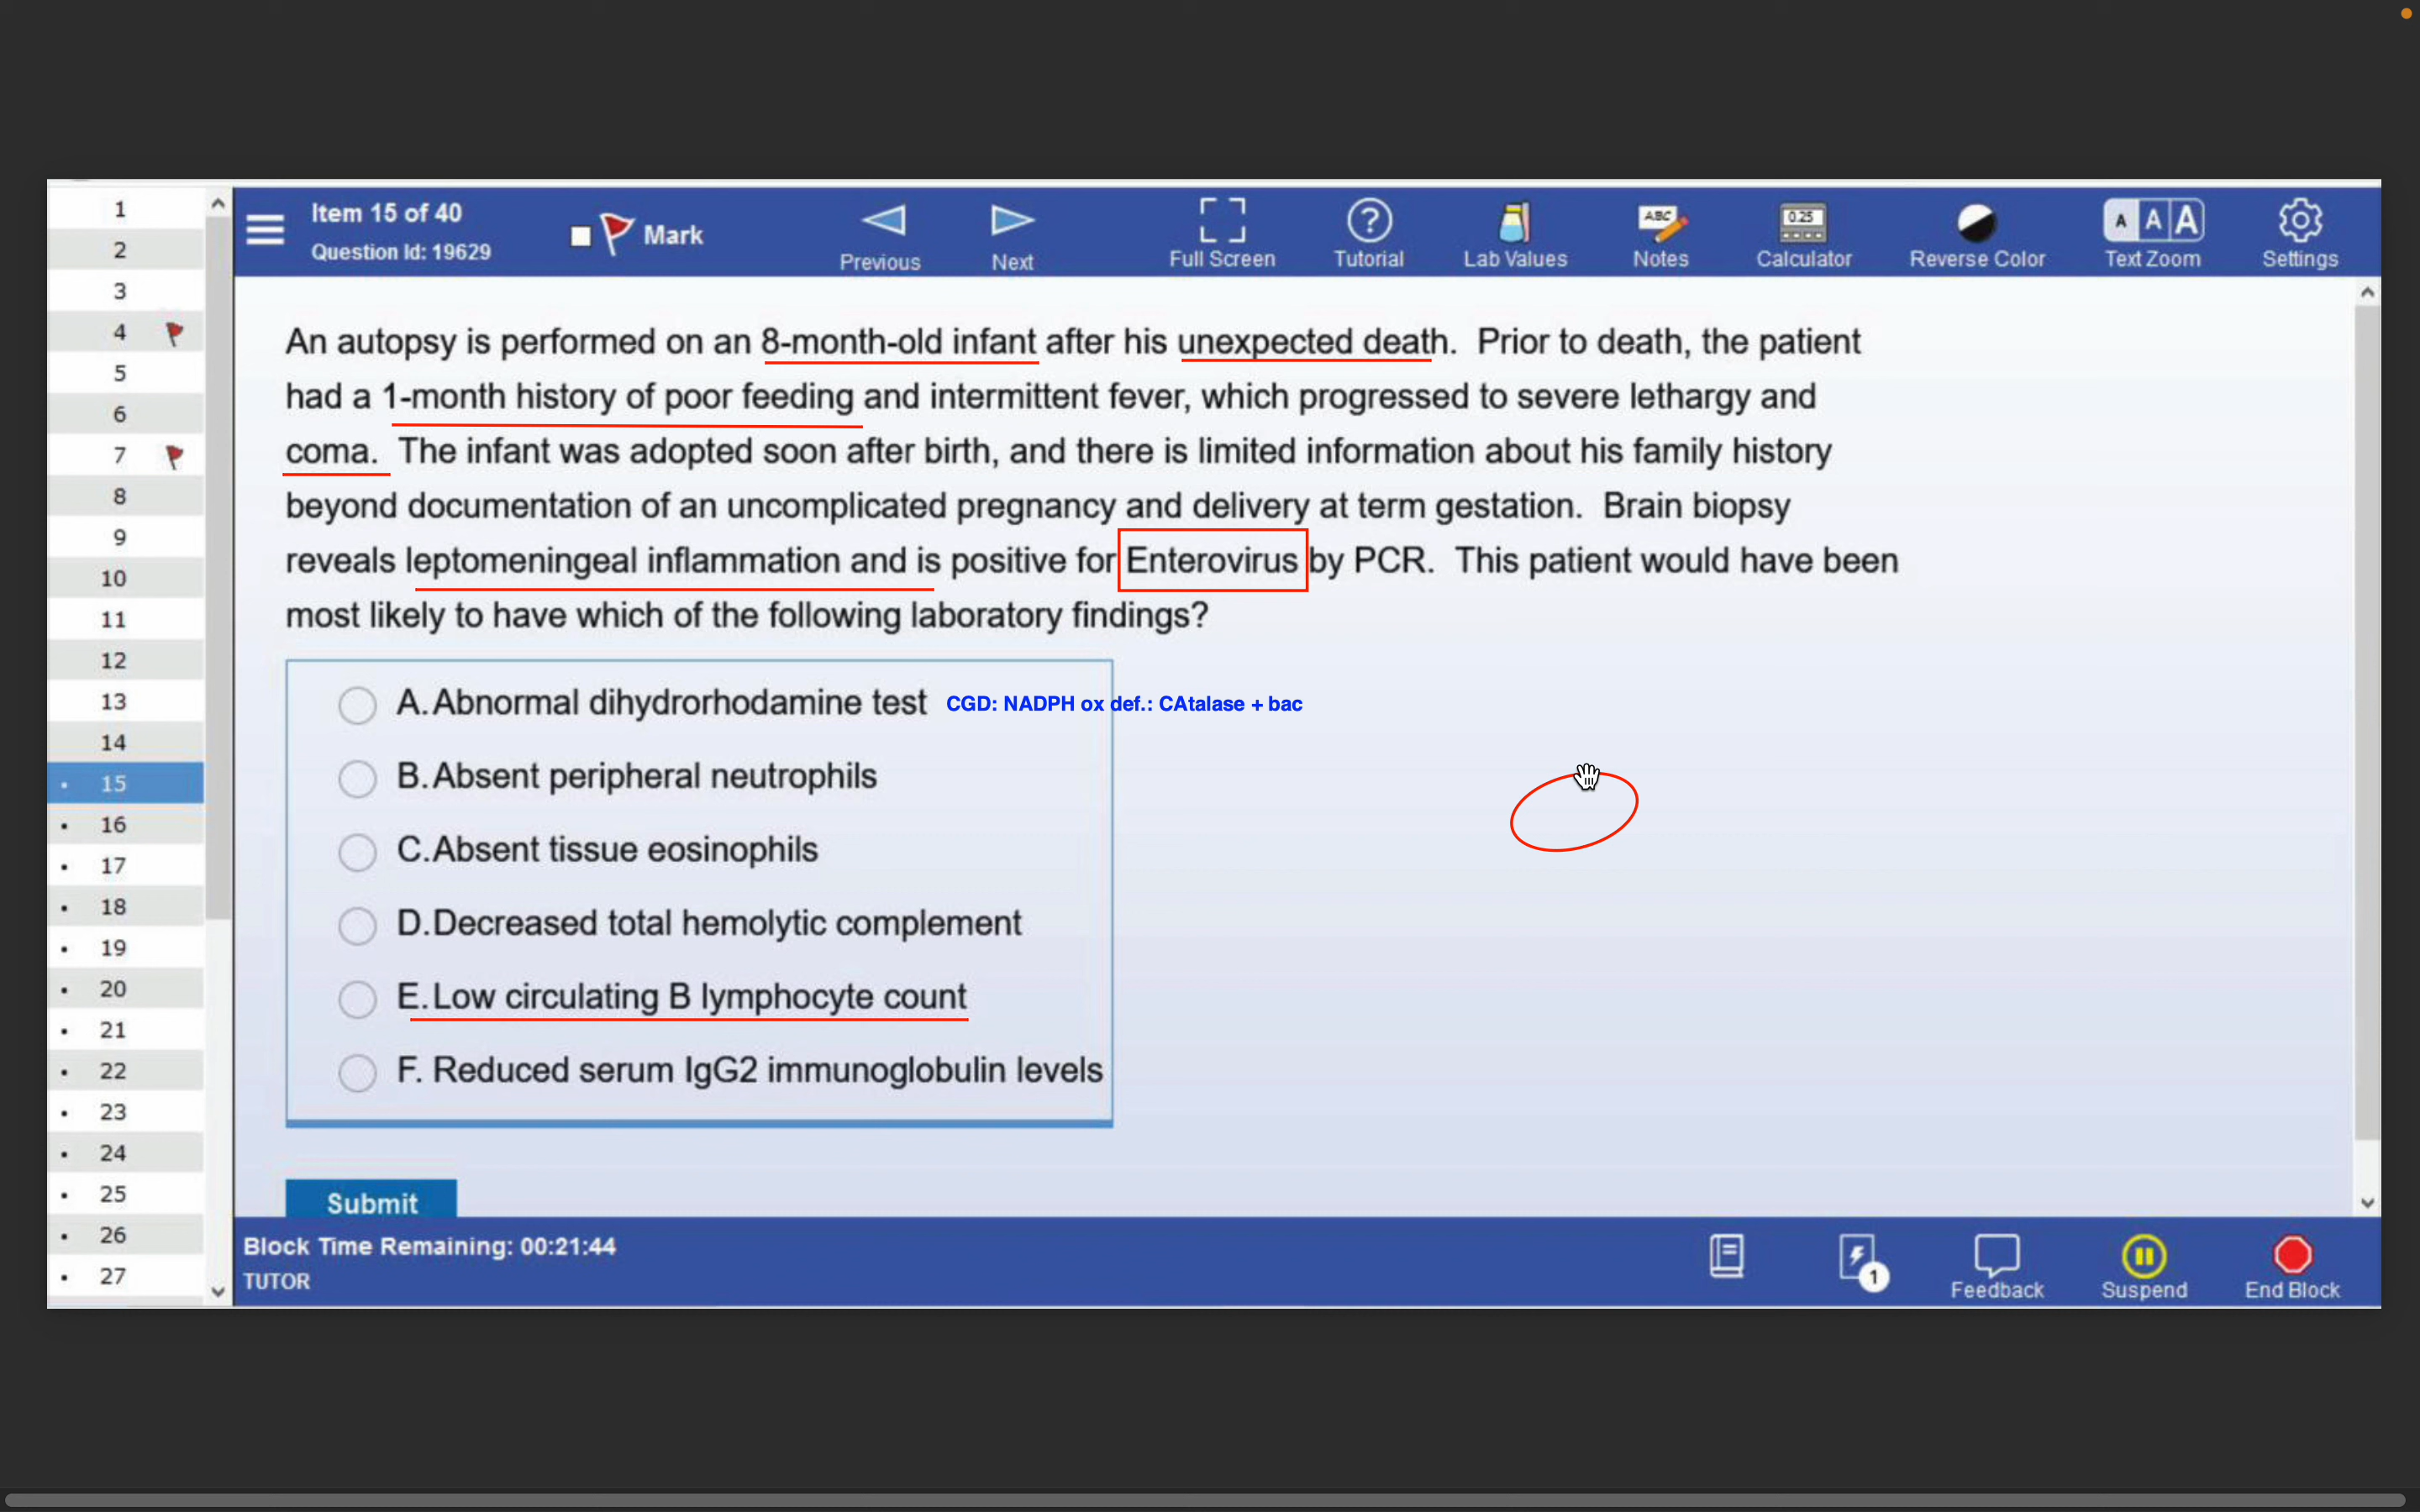 1
2
3
4
5
6
7
8
9
10
11
12
13
14
15
16
17
18
19
20
21
22
23
24
25
26
27
Item 15 of 40
Question Id: 19629
Mark
Previous
Next
Full Screen
Tutorial
Lab Values
ABC
Notes
0.25
Calculator
Reverse Color
A A A
Text Zoom
Settings
An autopsy is performed on an 8-month-old infant after his unexpected death.  Prior to death, the patient
had a 1-month history of poor feeding and intermittent fever, which progressed to severe lethargy and
coma.  The infant was adopted soon after birth, and there is limited information about his family history
beyond documentation of an uncomplicated pregnancy and delivery at term gestation.  Brain biopsy
reveals leptomeningeal inflammation and is positive for Enterovirus by PCR.  This patient would have been
most likely to have which of the following laboratory findings?
A. Abnormal dihydrorhodamine test CGD: NADPH ox def.: CAtalase + bac
B. Absent peripheral neutrophils
C. Absent tissue eosinophils
D. Decreased total hemolytic complement
E. Low circulating B lymphocyte count
F. Reduced serum IgG2 immunoglobulin levels
Submit
Block Time Remaining: 00:21:44
TUTOR
1
Feedback
Suspend
End Block